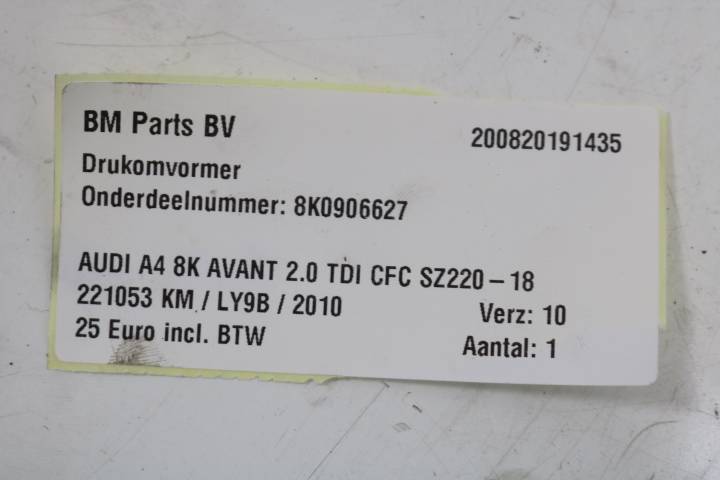 BM Parts BV 200820191435
Drukomvormer
Onderdeelnummer: 8K0906627
AUDI A4 8K AVANT 2.0 TDI CFC SZ220-18
221053 KM / LY9B / 2010 Verz: 10
25 Euro incl. BTW Aantal: 1